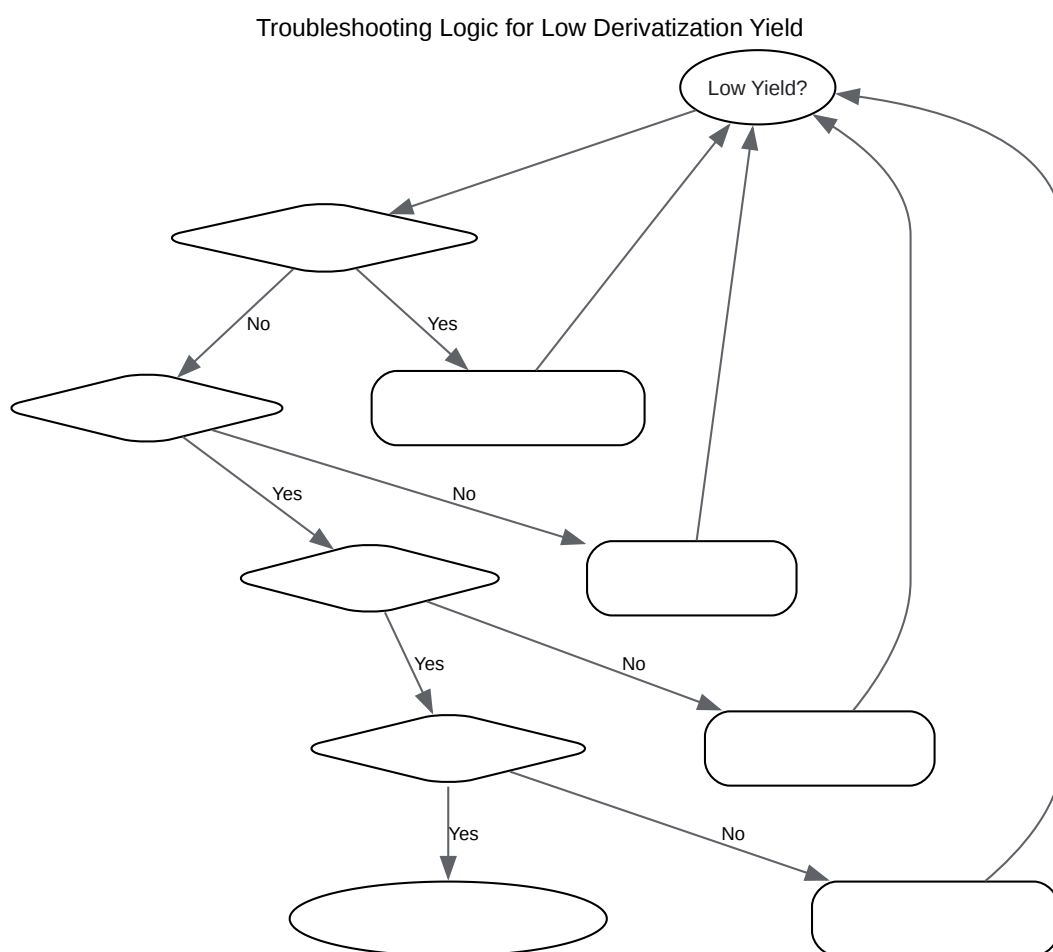 Troubleshooting Logic for Low Derivatization Yield
Low Yield?
No
Yes
Yes
No
Yes
No
Yes
No